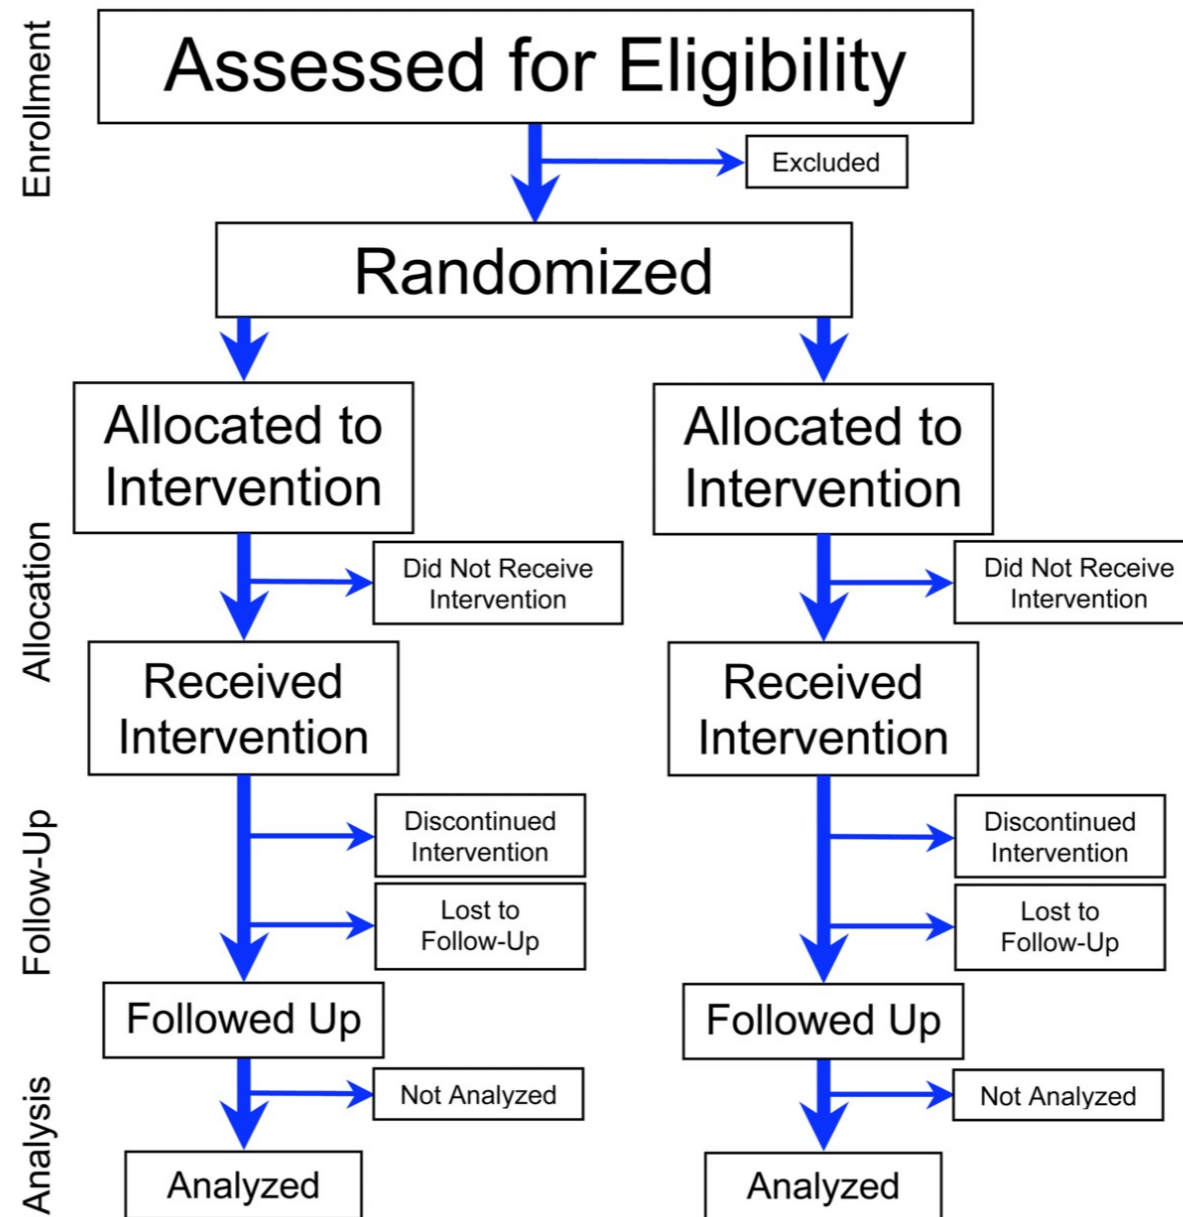 Enrollment
Assessed for Eligibility
Excluded
Randomized
Allocation
Allocated to
Intervention
Did Not Receive
Intervention
Received
Intervention
Allocated to
Intervention
Did Not Receive
Intervention
Received
Intervention
Follow-Up
Discontinued
Intervention
Lost to
Follow-Up
Followed Up
Discontinued
Intervention
Lost to
Follow-Up
Followed Up
Analysis
Not Analyzed
Analyzed
Not Analyzed
Analyzed